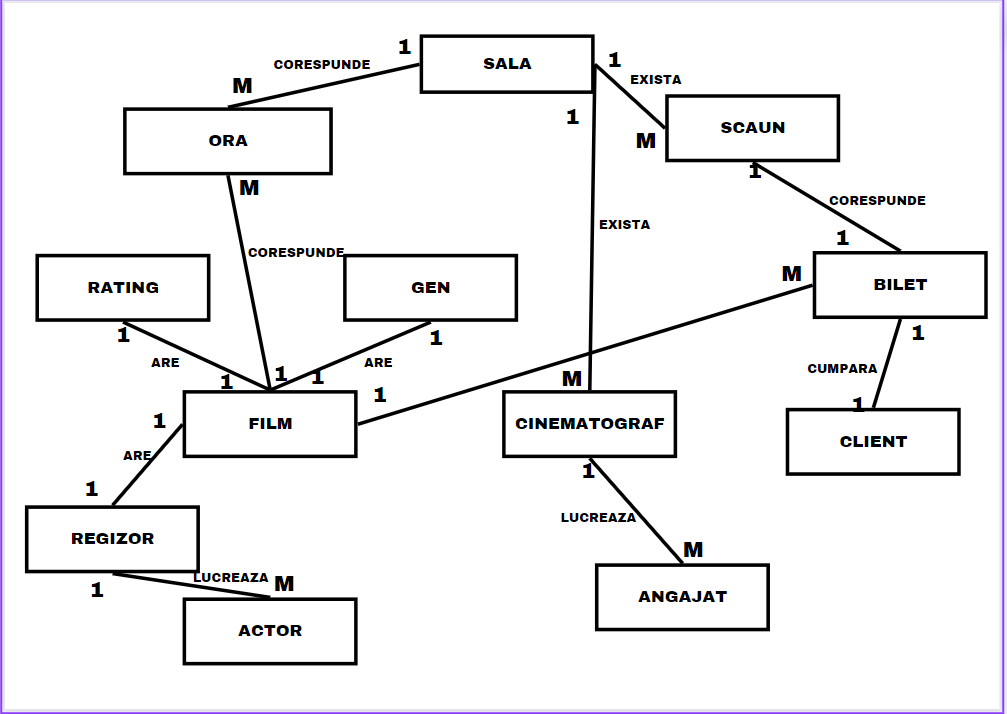 1
SALA
CORESPUNDE
1
EXISTA
M
1
M
SCAUN
ORA
1
M
CORESPUNDE
EXISTA
1
CORESPUNDE
M
RATING
GEN
BILET
1
1
1
ARE
ARE
CUMPARA
1
1
1
M
1
1
1
FILM
CINEMATOGRAF
CLIENT
ARE
1
1
LUCREAZA
REGIZOR
M
LUCREAZA
M
1
ANGAJAT
ACTOR